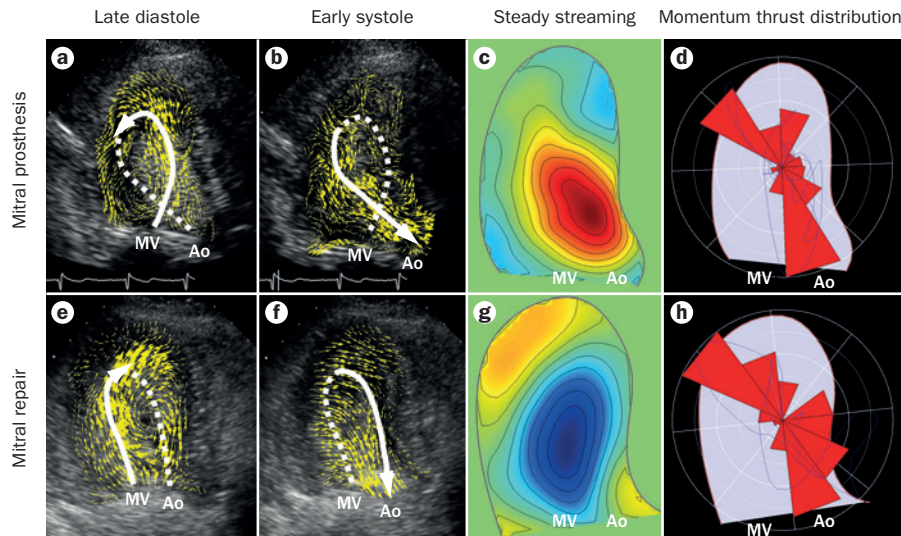 Late diastole
Early systole
Steady streaming
Momentum thrust distribution
Mitral prosthesis
a
MV
Ao
b
MV
Ao
c
MV
Ao
d
MV
Ao
Mitral repair
e
MV
Ao
f
MV
Ao
g
MV
Ao
h
MV
Ao